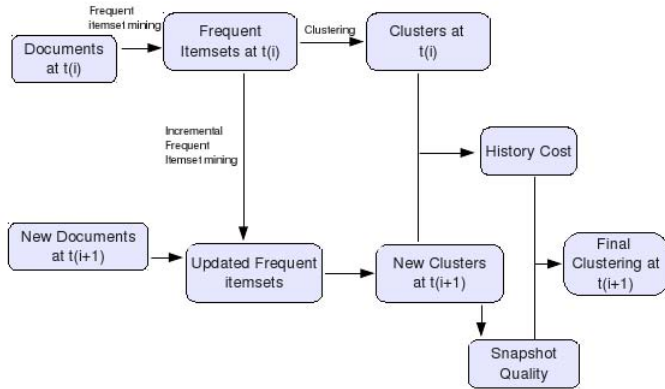 Frequent
itemset mining
Documents
at t(i)
Frequent
Itemsets at t(i)
Clustering
Clusters at
t(i)
Incremental
Frequent
Itemset mining
History Cost
New Documents
at t(i+1)
Updated Frequent
itemsets
New Clusters
at t(i+1)
Final
Clustering at
t(i+1)
Snapshot
Quality